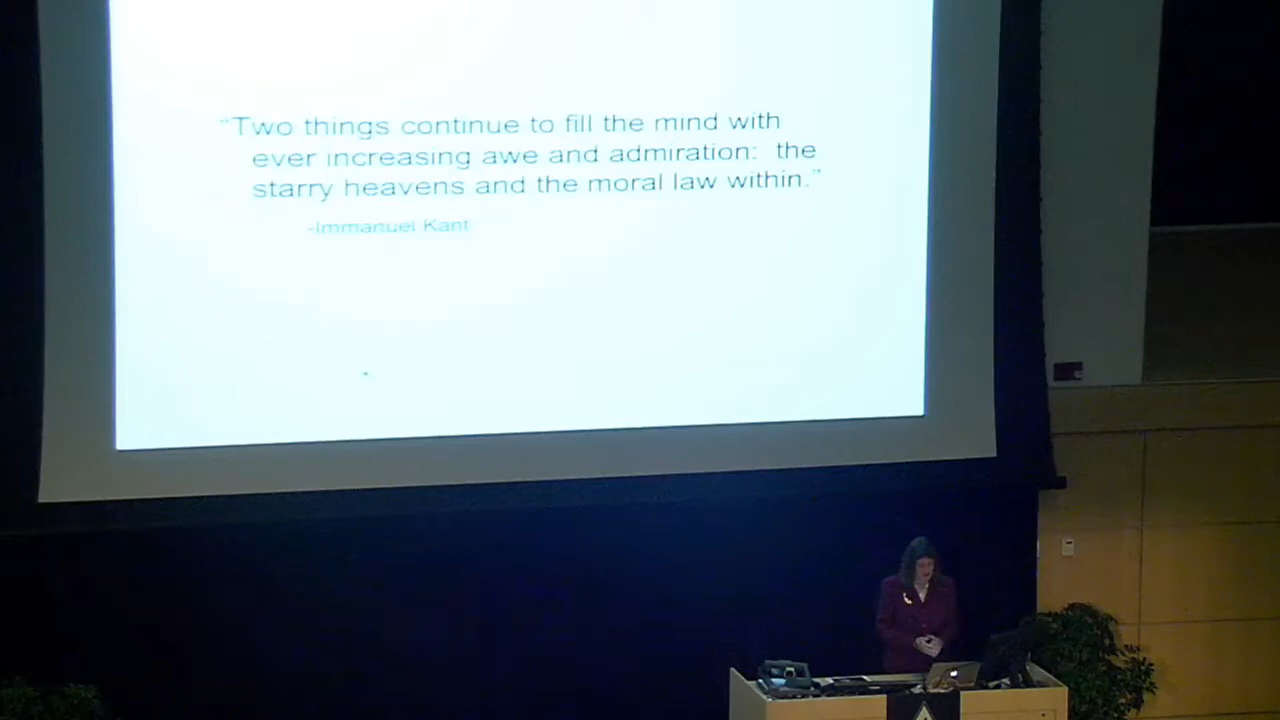 “Two things continue to fill the mind with
ever increasing awe and admiration: the
starry heavens and the moral law within.”
-Immanuel Kant